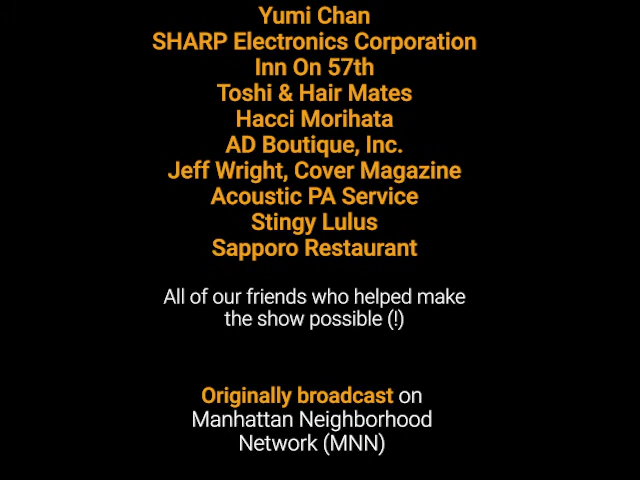 Yumi Chan
SHARP Electronics Corporation
Inn On 57th
Toshi & Hair Mates
Hacci Morihata
AD Boutique, Inc.
Jeff Wright, Cover Magazine
Acoustic PA Service
Stingy Lulus
Sapporo Restaurant
All of our friends who helped make
the show possible (!)
Originally broadcast on
Manhattan Neighborhood
Network (MNN)